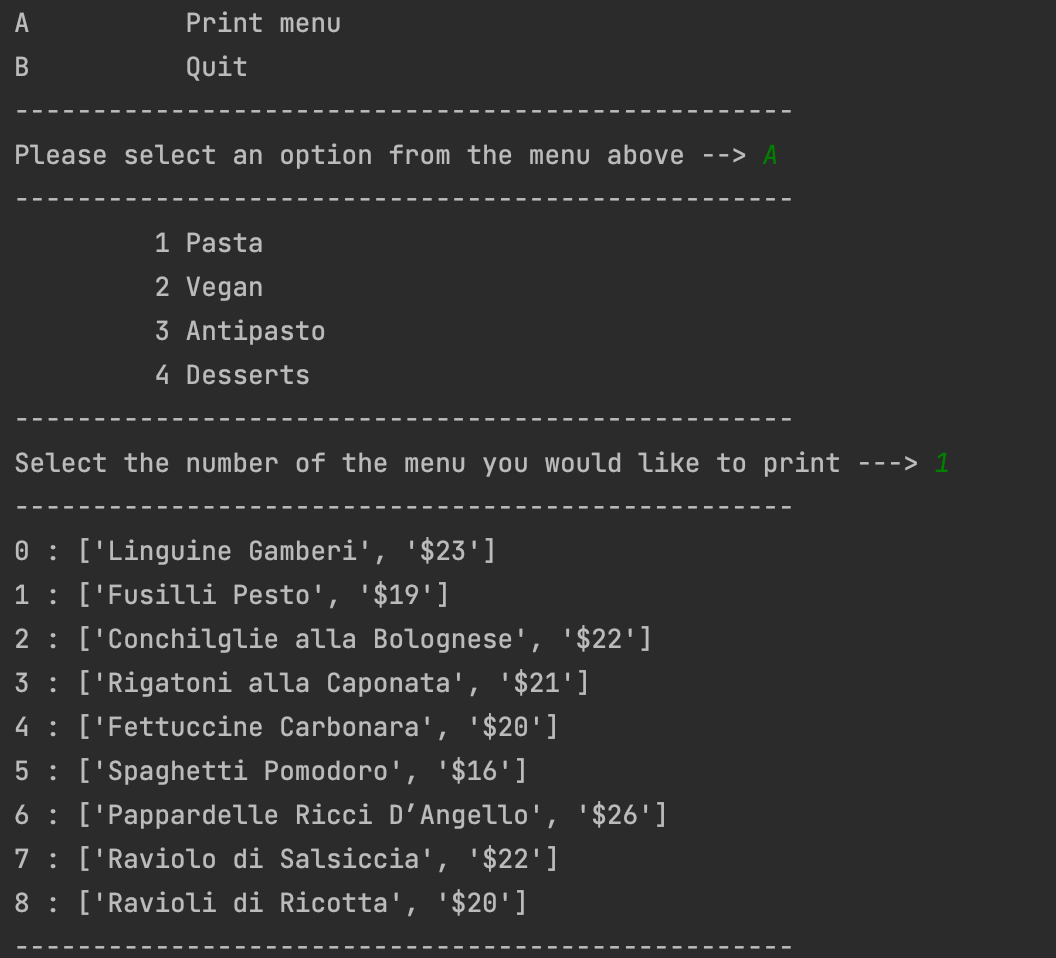 A          Print menu
B          Quit
--------------------------------------------------
Please select an option from the menu above --> A
--------------------------------------------------
         1 Pasta
         2 Vegan
         3 Antipasto
         4 Desserts
--------------------------------------------------
Select the number of the menu you would like to print ---> 1
--------------------------------------------------
0 : ['Linguine Gamberi', '$23']
1 : ['Fusilli Pesto', '$19']
2 : ['Conchilglie alla Bolognese', '$22']
3 : ['Rigatoni alla Caponata', '$21']
4 : ['Fettuccine Carbonara', '$20']
5 : ['Spaghetti Pomodoro', '$16']
6 : ['Pappardelle Ricci D’Angello', '$26']
7 : ['Raviolo di Salsiccia', '$22']
8 : ['Ravioli di Ricotta', '$20']
--------------------------------------------------